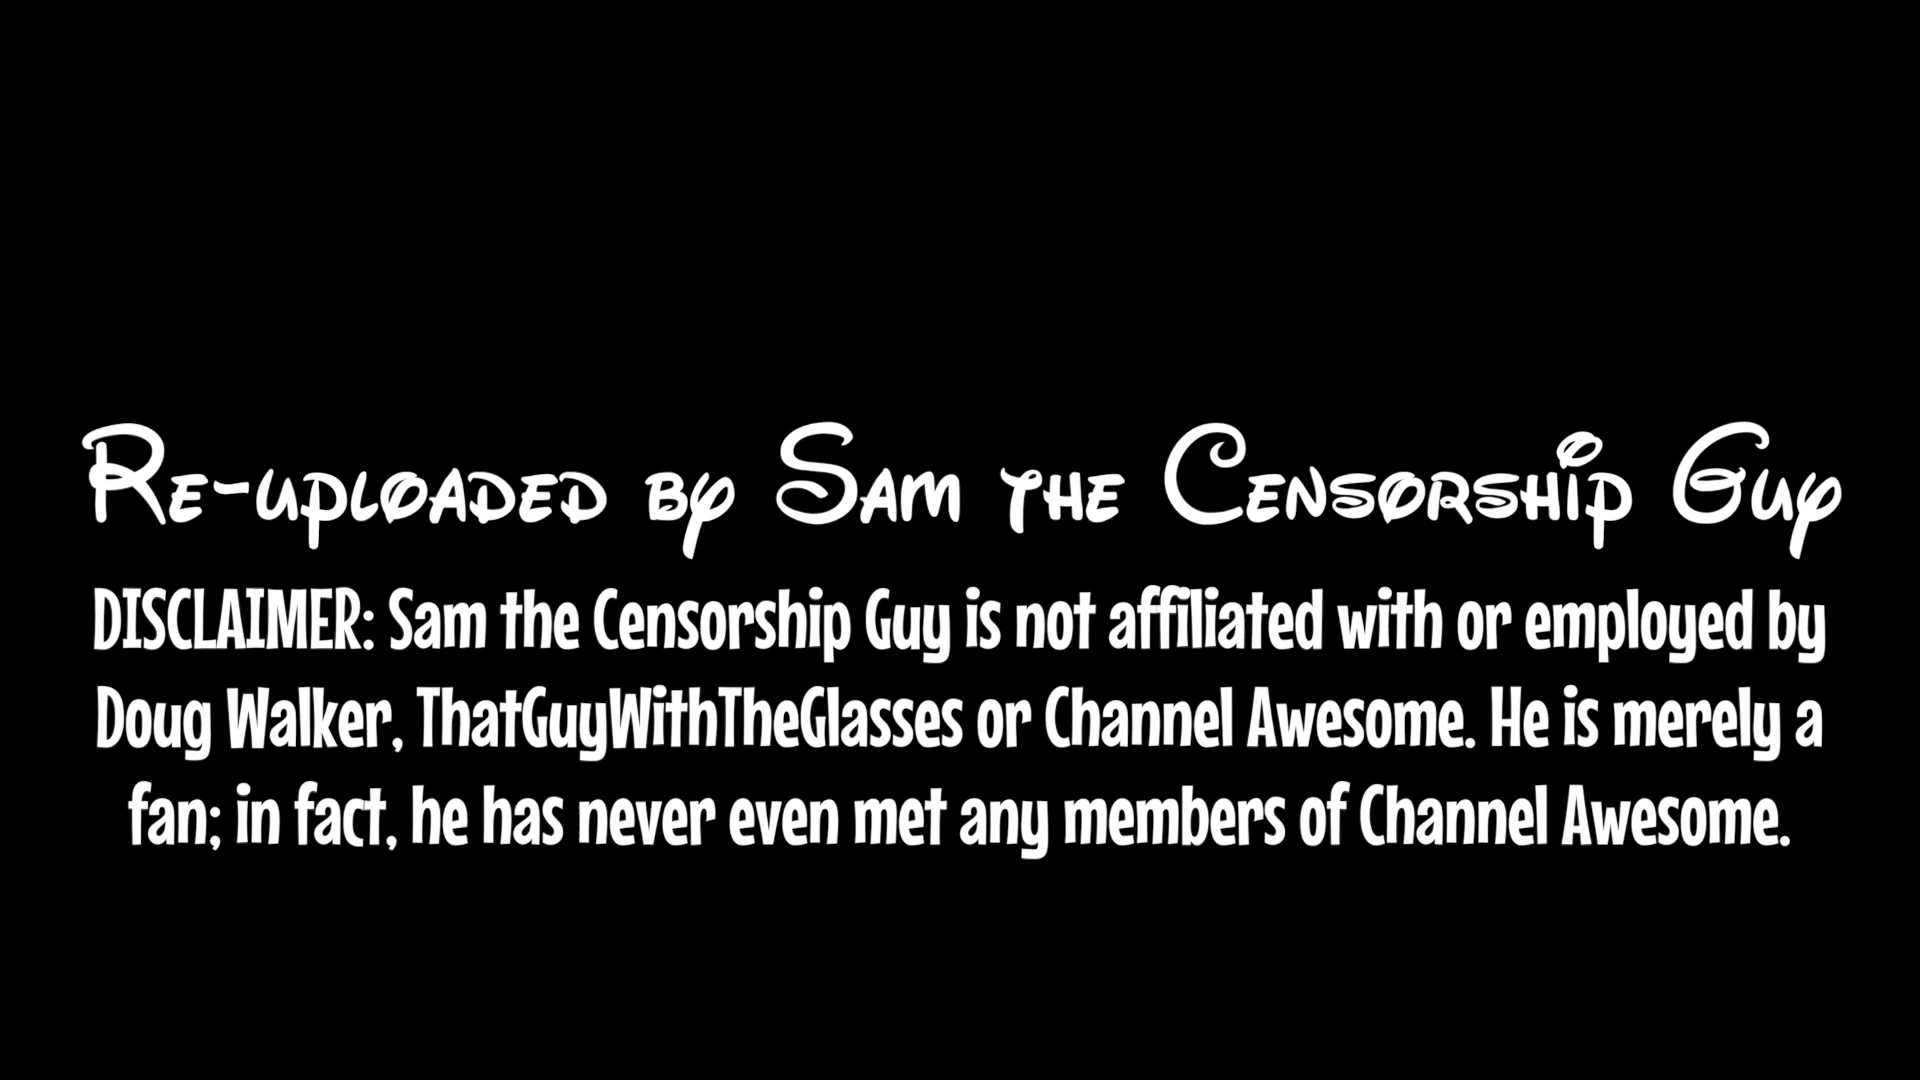 Re-uploaded by Sam the Censorship Guy
DISCLAIMER: Sam the Censorship Guy is not affiliated with or employed by
Doug Walker, ThatGuyWithTheGlasses or Channel Awesome. He is merely a
fan; in fact, he has never even met any members of Channel Awesome.